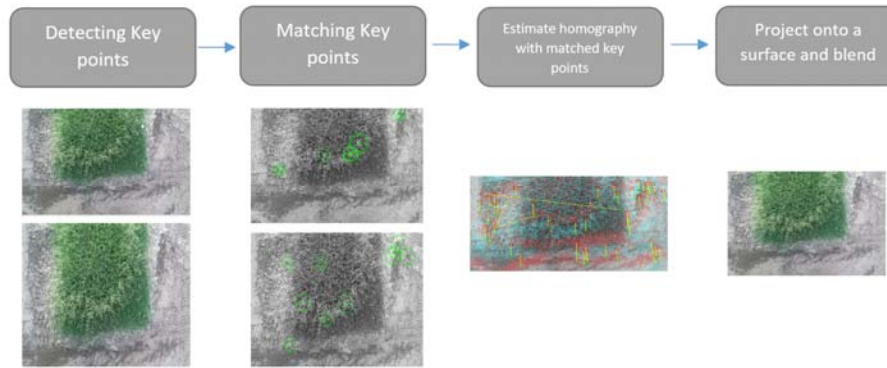 Detecting Key
points
Matching Key
points
Estimate homography
with matched key
points
Project onto a
surface and blend